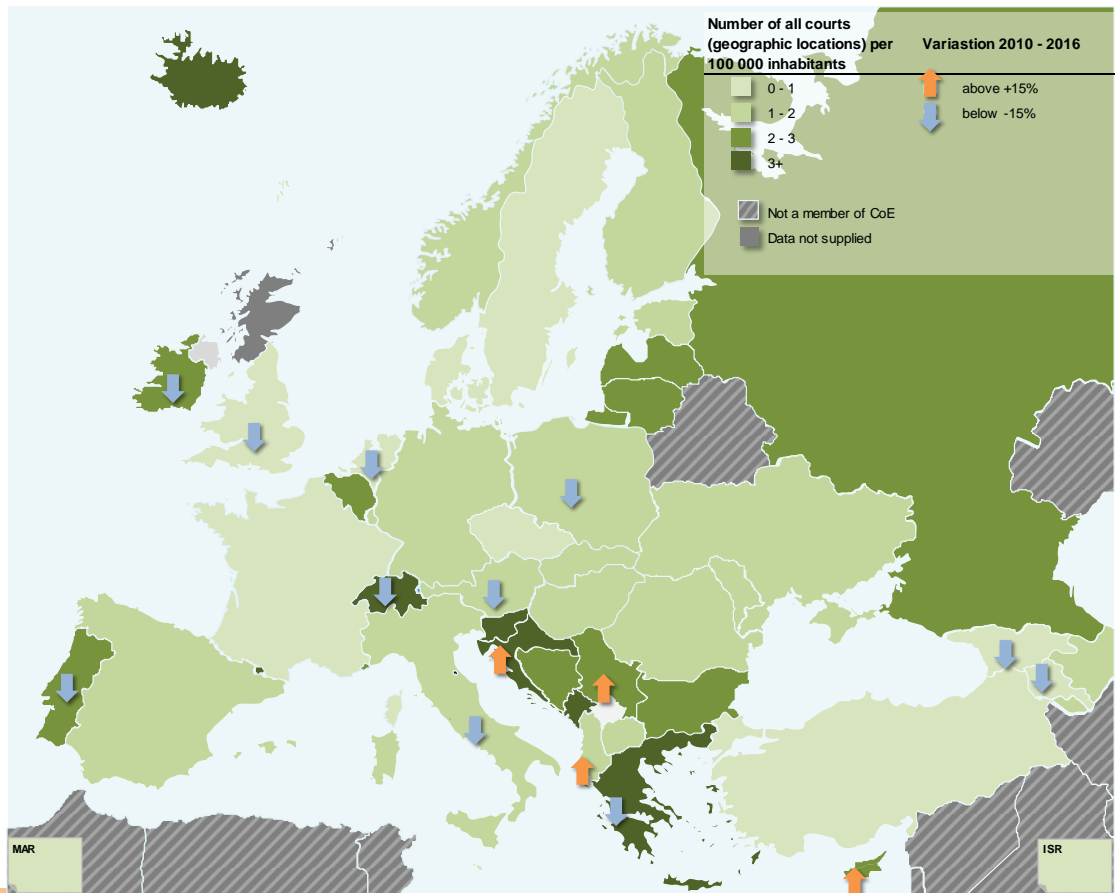 Number of all courts
(geographic locations) per
100 000 inhabitants
Variastion 2010 - 2016
0 - 1
1 - 2
2 - 3
3+
above +15%
below -15%
Not a member of CoE
Data not supplied
MAR
ISR